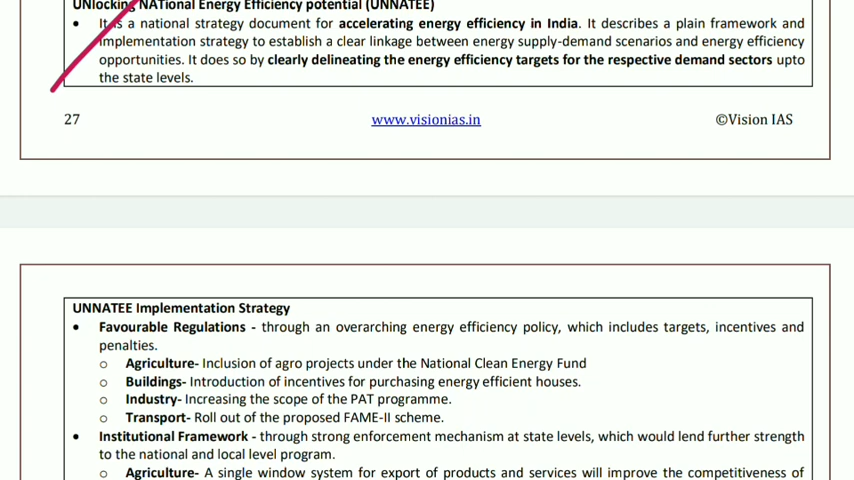 UNlocking NATional Energy Efficiency potential (UNNATEE)
• It is a national strategy document for accelerating energy efficiency in India. It describes a plain framework and
implementation strategy to establish a clear linkage between energy supply-demand scenarios and energy efficiency
opportunities. It does so by clearly delineating the energy efficiency targets for the respective demand sectors upto
the state levels.
27 www.visionias.in ©Vision IAS
UNNATEE Implementation Strategy
• Favourable Regulations - through an overarching energy efficiency policy, which includes targets, incentives and
penalties.
o Agriculture- Inclusion of agro projects under the National Clean Energy Fund
o Buildings- Introduction of incentives for purchasing energy efficient houses.
o Industry- Increasing the scope of the PAT programme.
o Transport- Roll out of the proposed FAME-II scheme.
• Institutional Framework - through strong enforcement mechanism at state levels, which would lend further strength
to the national and local level program.
o Agriculture- A single window system for export of products and services will improve the competitiveness of